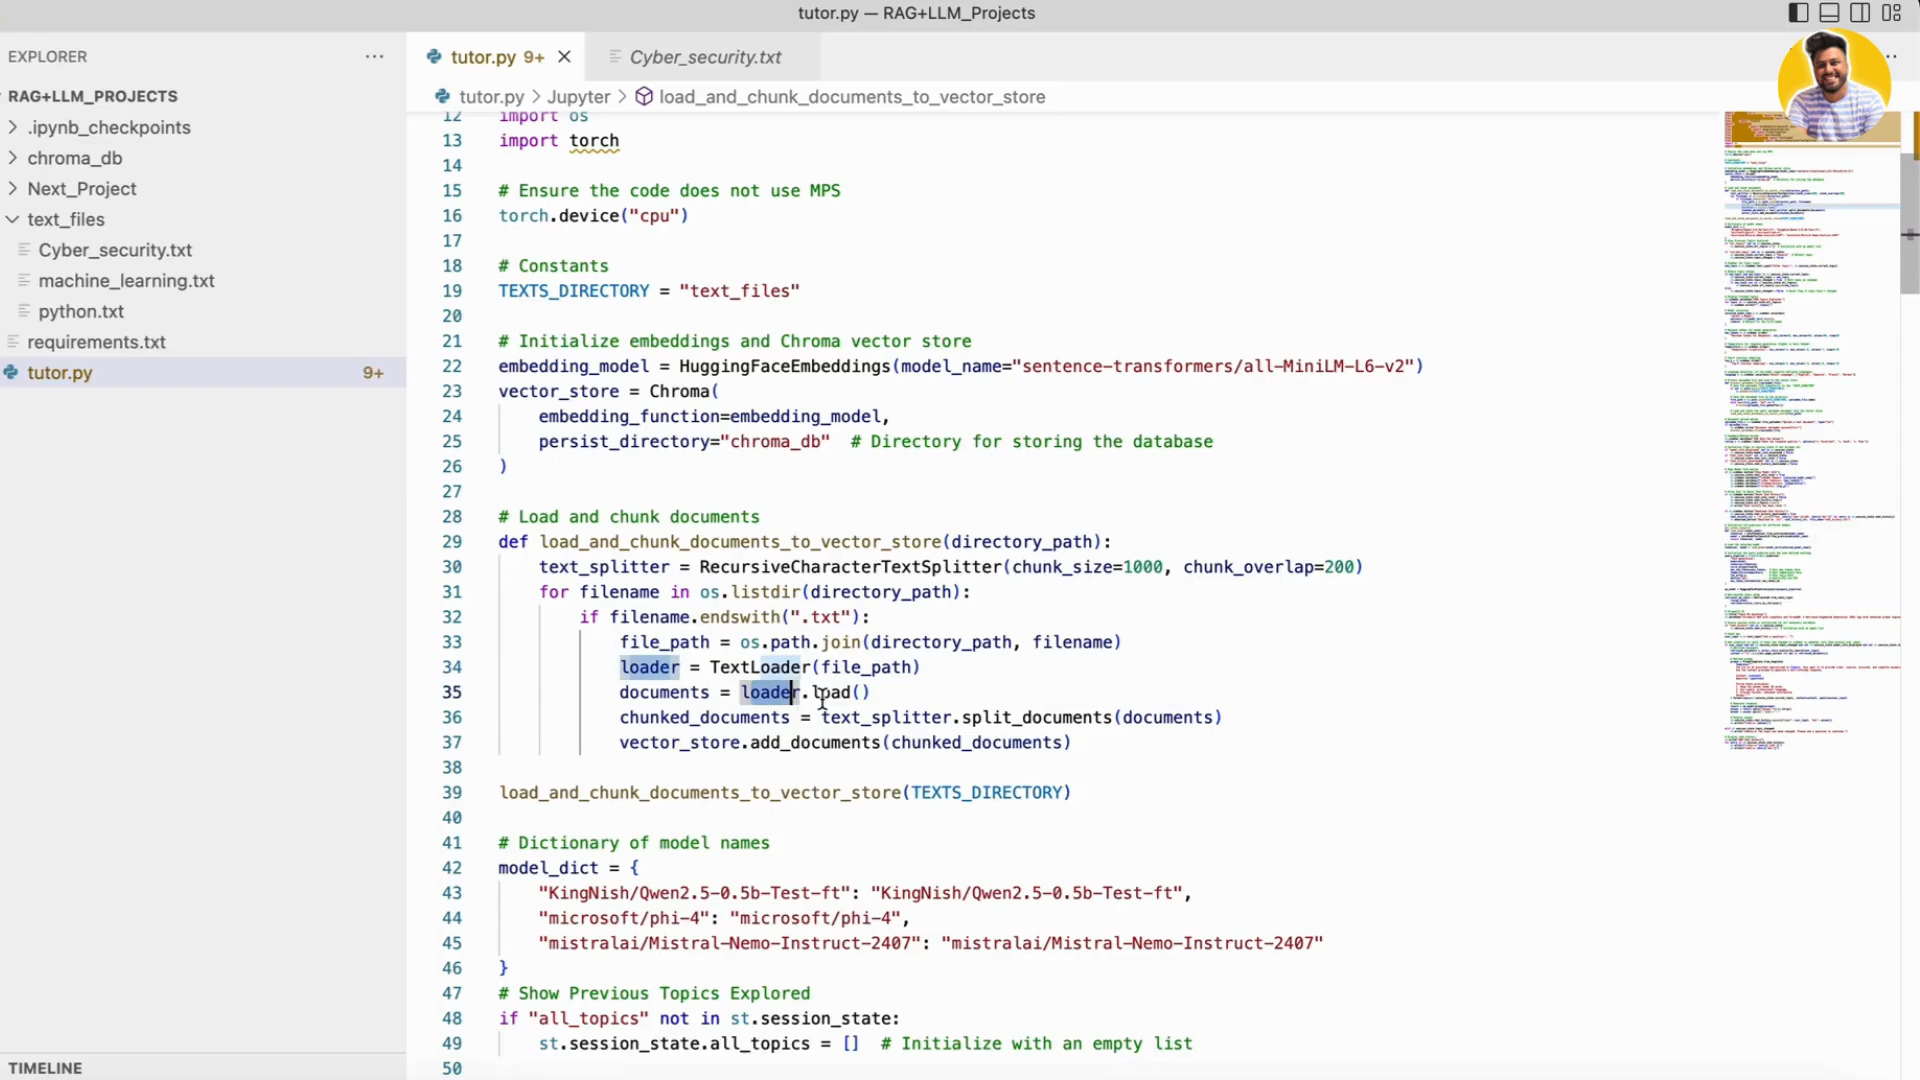 tutor.py — RAG+LLM_Projects
EXPLORER
RAG+LLM_PROJECTS
.ipynb_checkpoints
chroma_db
Next_Project
text_files
Cyber_security.txt
machine_learning.txt
python.txt
requirements.txt
tutor.py 9+
TIMELINE
tutor.py 9+
Cyber_security.txt
tutor.py > Jupyter > load_and_chunk_documents_to_vector_store
12 import os
13 import torch
14
15 # Ensure the code does not use MPS
16 torch.device("cpu")
17
18 # Constants
19 TEXTS_DIRECTORY = "text_files"
20
21 # Initialize embeddings and Chroma vector store
22 embedding_model = HuggingFaceEmbeddings(model_name="sentence-transformers/all-MiniLM-L6-v2")
23 vector_store = Chroma(
24     embedding_function=embedding_model,
25     persist_directory="chroma_db"  # Directory for storing the database
26 )
27
28 # Load and chunk documents
29 def load_and_chunk_documents_to_vector_store(directory_path):
30     text_splitter = RecursiveCharacterTextSplitter(chunk_size=1000, chunk_overlap=200)
31     for filename in os.listdir(directory_path):
32         if filename.endswith(".txt"):
33             file_path = os.path.join(directory_path, filename)
34             loader = TextLoader(file_path)
35             documents = loader.load()
36             chunked_documents = text_splitter.split_documents(documents)
37             vector_store.add_documents(chunked_documents)
38
39 load_and_chunk_documents_to_vector_store(TEXTS_DIRECTORY)
40
41 # Dictionary of model names
42 model_dict = {
43     "KingNish/Qwen2.5-0.5b-Test-ft": "KingNish/Qwen2.5-0.5b-Test-ft",
44     "microsoft/phi-4": "microsoft/phi-4",
45     "mistralai/Mistral-Nemo-Instruct-2407": "mistralai/Mistral-Nemo-Instruct-2407"
46 }
47 # Show Previous Topics Explored
48 if "all_topics" not in st.session_state:
49     st.session_state.all_topics = []  # Initialize with an empty list
50